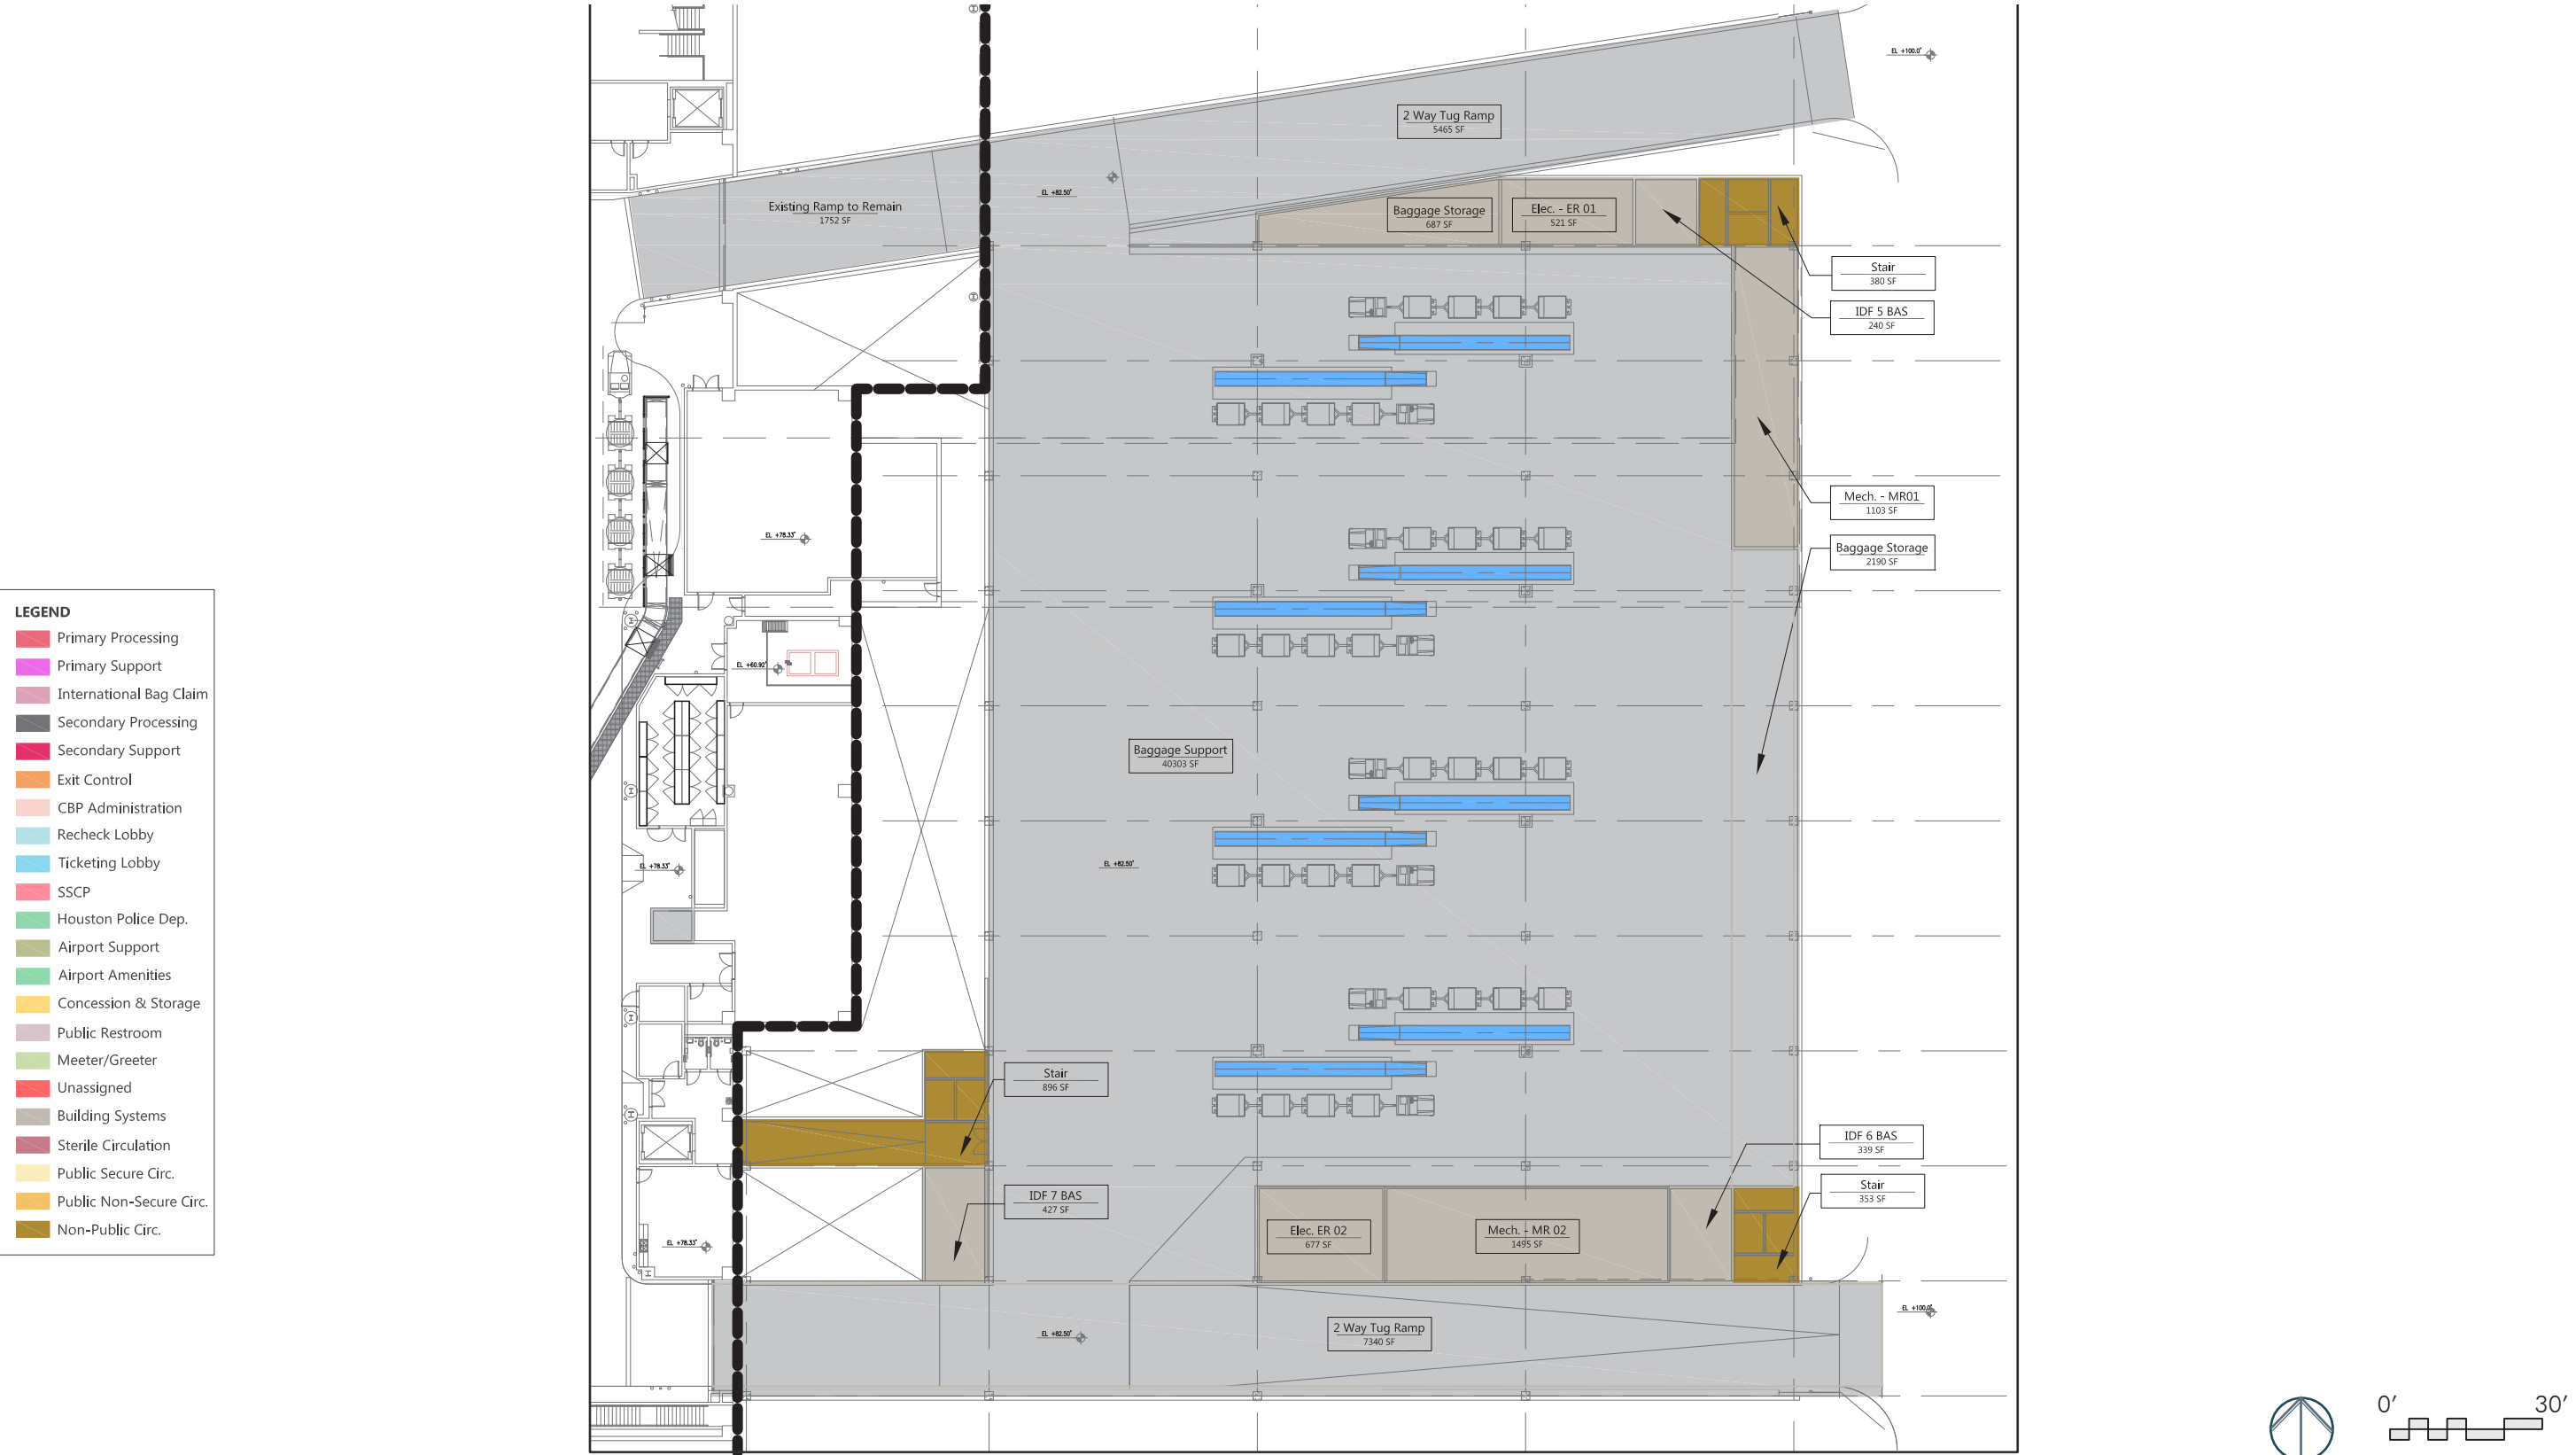 EL +100.0'
2 Way Tug Ramp
5465 SF
EL +82.50'
Existing Ramp to Remain
1752 SF
Baggage Storage
687 SF
Elec. - ER 01
521 SF
Stair
380 SF
IDF 5 BAS
240 SF
Mech. - MR01
1103 SF
EL +78.33'
Baggage Storage
2190 SF
LEGEND
Primary Processing
Primary Support
International Bag Claim
Secondary Processing
Secondary Support
Exit Control
CBP Administration
Recheck Lobby
Ticketing Lobby
SSCP
Houston Police Dep.
Airport Support
Airport Amenities
Concession & Storage
Public Restroom
Meeter/Greeter
Unassigned
Building Systems
Sterile Circulation
Public Secure Circ.
Public Non-Secure Circ.
Non-Public Circ.
EL +60.92'
Baggage Support
40303 SF
EL +78.33'
EL +82.50'
Stair
896 SF
IDF 6 BAS
339 SF
Stair
353 SF
IDF 7 BAS
427 SF
Elec. ER 02
677 SF
Mech. - MR 02
1495 SF
EL +78.33'
EL +100.0'
2 Way Tug Ramp
7340 SF
EL +82.50'
0'
30'